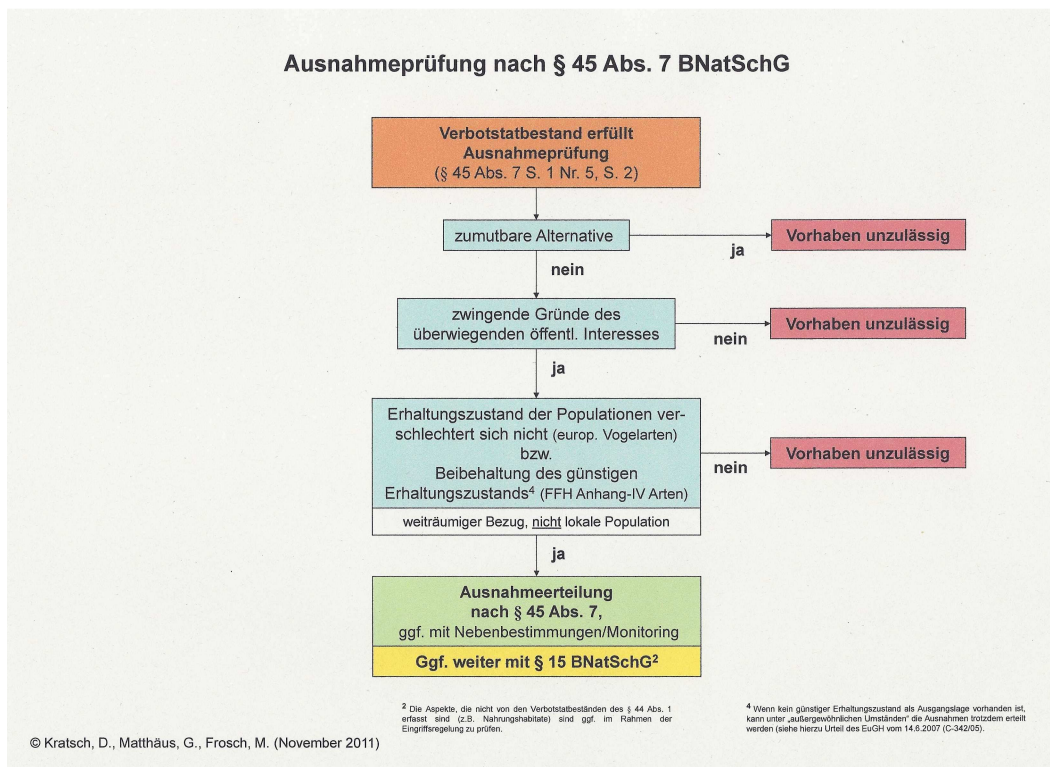 Ausnahmeprüfung nach § 45 Abs. 7 BNatSchG
Verbotstatbestand erfüllt
Ausnahmeprüfung
(§ 45 Abs. 7 S. 1 Nr. 5, S. 2)
zumutbare Alternative
ja
Vorhaben unzulässig
nein
zwingende Gründe des
überwiegenden öffentl. Interesses
nein
Vorhaben unzulässig
ja
Erhaltungszustand der Populationen ver-
schlechtert sich nicht (europ. Vogelarten)
bzw.
Beibehaltung des günstigen
Erhaltungszustands⁴ (FFH Anhang-IV Arten)
weiträumiger Bezug, nicht lokale Population
nein
Vorhaben unzulässig
ja
Ausnahmeerteilung
nach § 45 Abs. 7,
ggf. mit Nebenbestimmungen/Monitoring
Ggf. weiter mit § 15 BNatSchG²
² Die Aspekte, die nicht von den Verbotstatbeständen des § 44 Abs. 1
erfasst sind (z.B. Nahrungshabitate) sind ggf. im Rahmen der
Eingriffsregelung zu prüfen.
⁴ Wenn kein günstiger Erhaltungszustand als Ausgangslage vorhanden ist,
kann unter „außergewöhnlichen Umständen" die Ausnahmen trotzdem erteilt
werden (siehe hierzu Urteil des EuGH vom 14.6.2007 (C-342/05).
© Kratsch, D., Matthäus, G., Frosch, M. (November 2011)